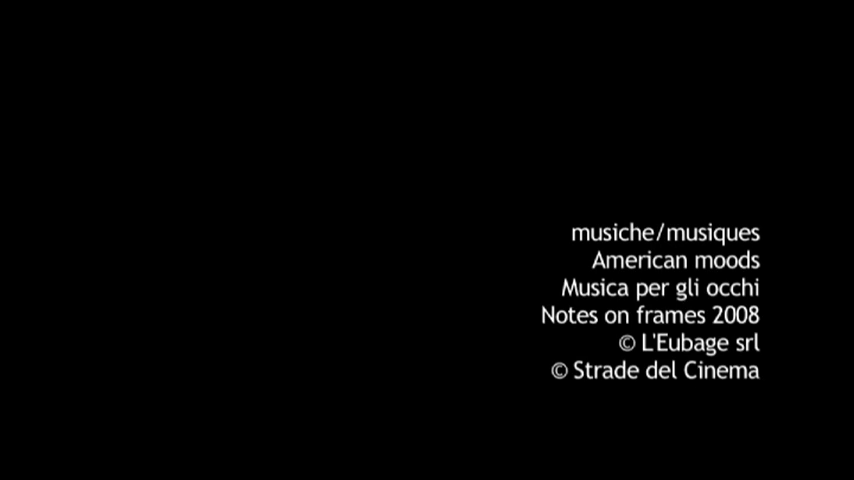 musiche/musiques
American moods
Musica per gli occhi
Notes on frames 2008
© L'Eubage srl
© Strade del Cinema